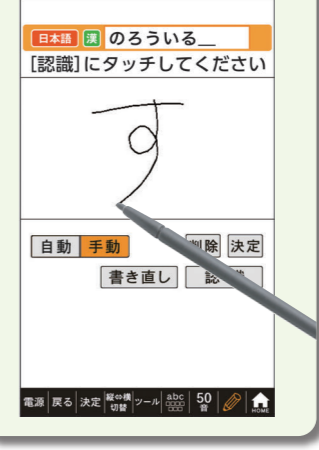 日本語 漢 のろういる__
[認識]にタッチしてください
す
自動 手動 削除 決定
書き直し
電源 戻る 決定 縦⇔横切替 ツール abc 50音 HOME